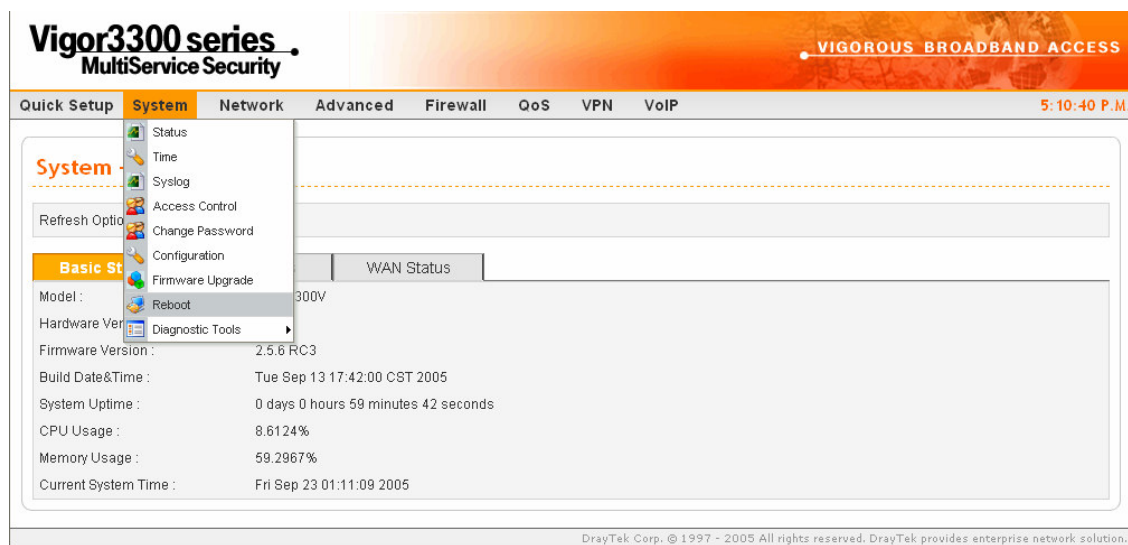 Vigor3300 series
MultiService Security
VIGOROUS BROADBAND ACCESS
Quick Setup System Network Advanced Firewall QoS VPN VoIP 5:10:40 P.M.
Status
Time
Syslog
Access Control
Change Password
Configuration
Firmware Upgrade
Reboot
Diagnostic Tools
System -
Refresh Optio
Basic St WAN Status
Model : 300V
Hardware Ver
Firmware Version : 2.5.6 RC3
Build Date&Time : Tue Sep 13 17:42:00 CST 2005
System Uptime : 0 days 0 hours 59 minutes 42 seconds
CPU Usage : 8.6124%
Memory Usage : 59.2967%
Current System Time : Fri Sep 23 01:11:09 2005
DrayTek Corp. © 1997 - 2005 All rights reserved. DrayTek provides enterprise network solution.